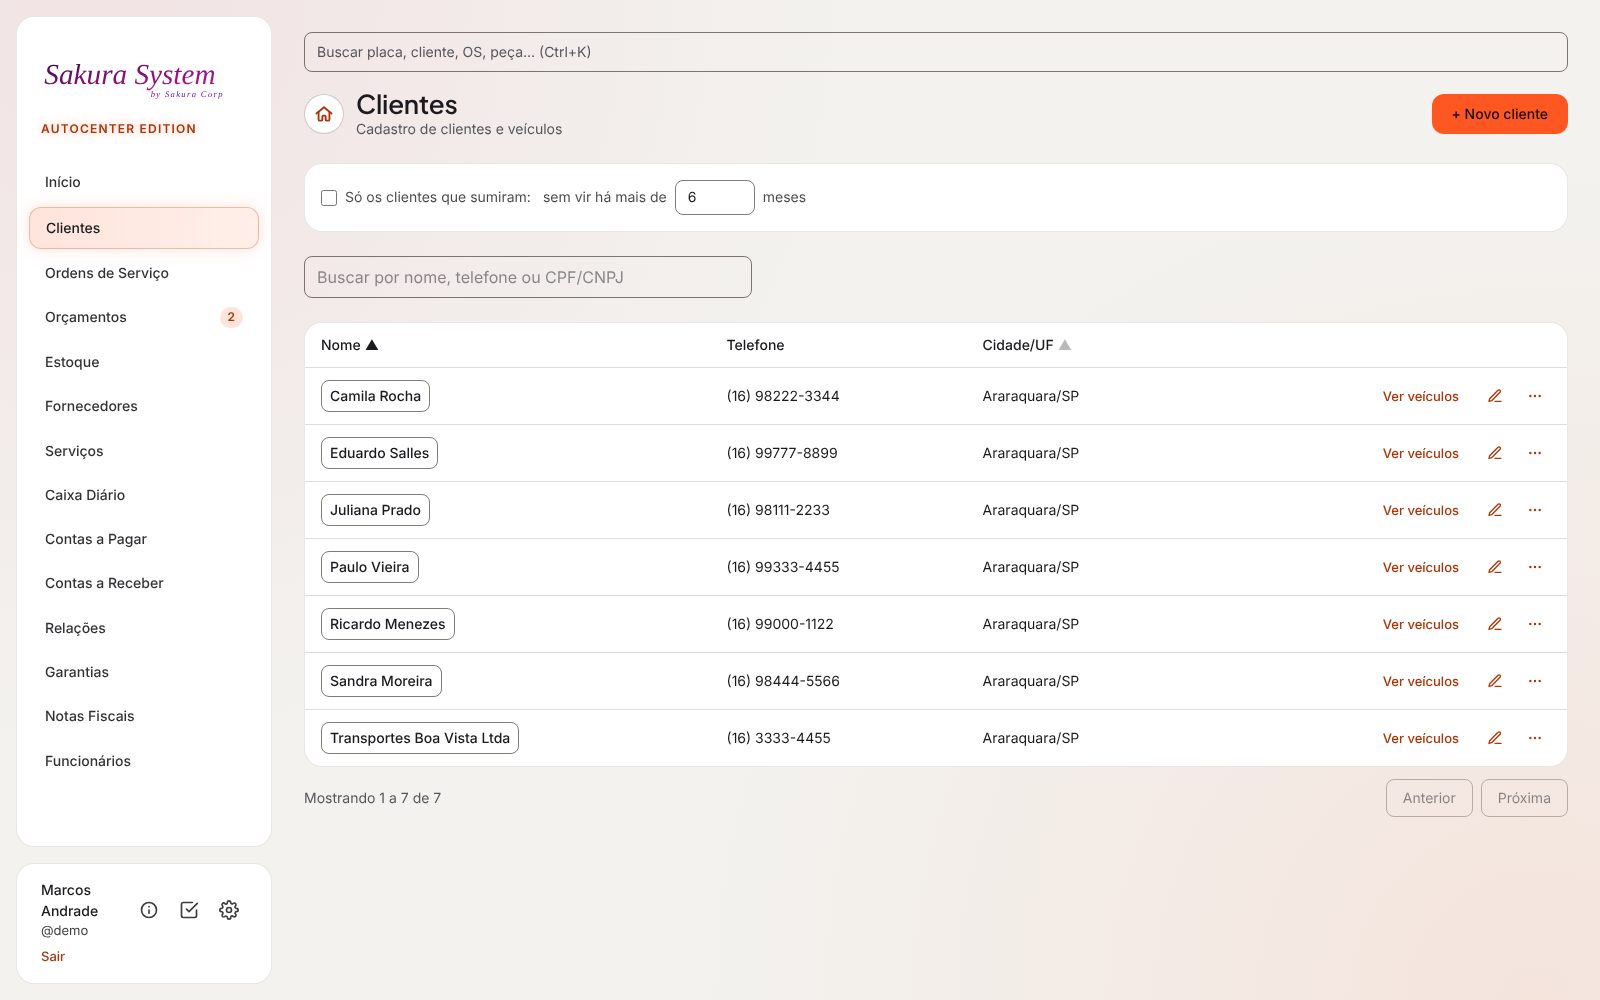 Sakura System
by Sakura Corp
AUTOCENTER EDITION
Início
Clientes
Ordens de Serviço
Orçamentos 2
Estoque
Fornecedores
Serviços
Caixa Diário
Contas a Pagar
Contas a Receber
Relações
Garantias
Notas Fiscais
Funcionários
Marcos
Andrade
@demo
Sair
Buscar placa, cliente, OS, peça... (Ctrl+K)
Clientes
Cadastro de clientes e veículos
+ Novo cliente
Só os clientes que sumiram: sem vir há mais de 6 meses
Buscar por nome, telefone ou CPF/CNPJ
Nome ▲ Telefone Cidade/UF ▲
Camila Rocha (16) 98222-3344 Araraquara/SP Ver veículos
Eduardo Salles (16) 99777-8899 Araraquara/SP Ver veículos
Juliana Prado (16) 98111-2233 Araraquara/SP Ver veículos
Paulo Vieira (16) 99333-4455 Araraquara/SP Ver veículos
Ricardo Menezes (16) 99000-1122 Araraquara/SP Ver veículos
Sandra Moreira (16) 98444-5566 Araraquara/SP Ver veículos
Transportes Boa Vista Ltda (16) 3333-4455 Araraquara/SP Ver veículos
Mostrando 1 a 7 de 7
Anterior Próxima